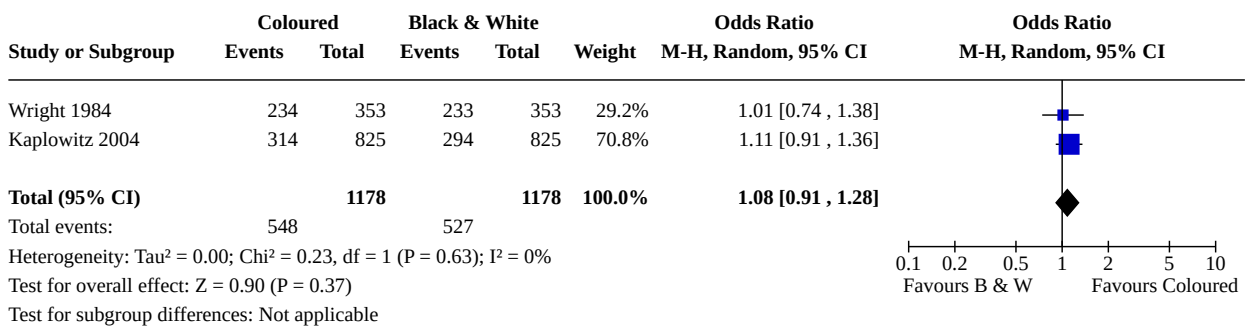 Coloured Black & White Odds Ratio Odds Ratio
Study or Subgroup Events Total Events Total Weight M-H, Random, 95% CI M-H, Random, 95% CI
Wright 1984 234 353 233 353 29.2% 1.01 [0.74 , 1.38]
Kaplowitz 2004 314 825 294 825 70.8% 1.11 [0.91 , 1.36]
Total (95% CI) 1178 1178 100.0% 1.08 [0.91 , 1.28]
Total events: 548 527
Heterogeneity: Tau² = 0.00; Chi² = 0.23, df = 1 (P = 0.63); I² = 0%
0.1 0.2 0.5 1 2 5 10
Test for overall effect: Z = 0.90 (P = 0.37) Favours B & W Favours Coloured
Test for subgroup differences: Not applicable